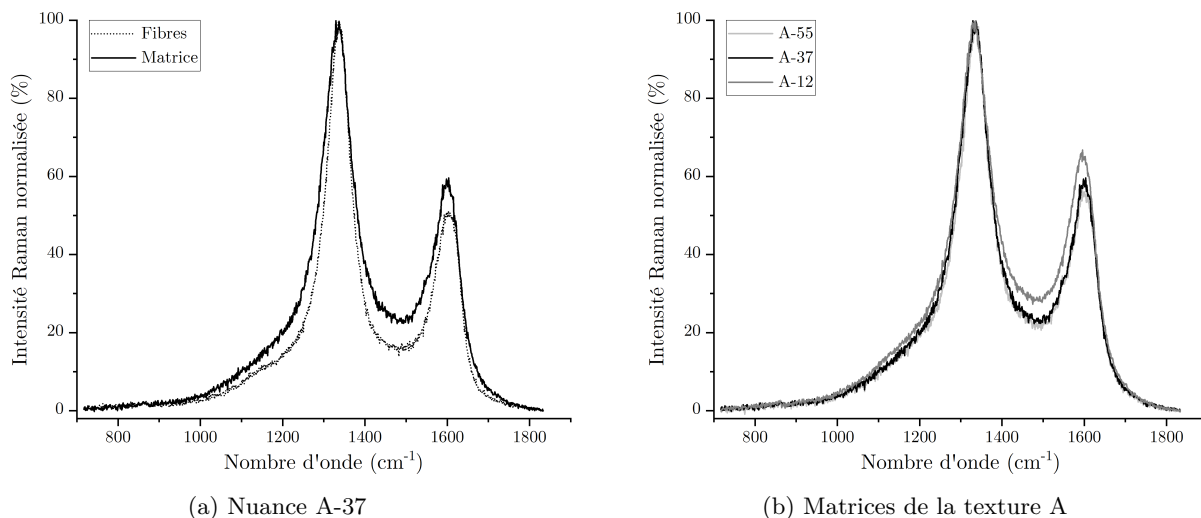 100
80
60
40
20
0
Intensité Raman normalisée (%)
Fibres
Matrice
800 1000 1200 1400 1600 1800
Nombre d'onde (cm-1)
(a) Nuance A-37
100
80
60
40
20
0
Intensité Raman normalisée (%)
A-55
A-37
A-12
800 1000 1200 1400 1600 1800
Nombre d'onde (cm-1)
(b) Matrices de la texture A